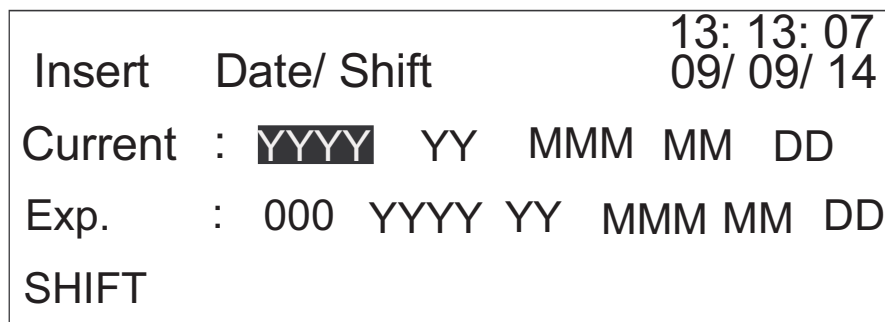 13: 13: 07
Insert Date/ Shift 09/ 09/ 14
Current : YYYY YY MMM MM DD
Exp. : 000 YYYY YY MMM MM DD
SHIFT